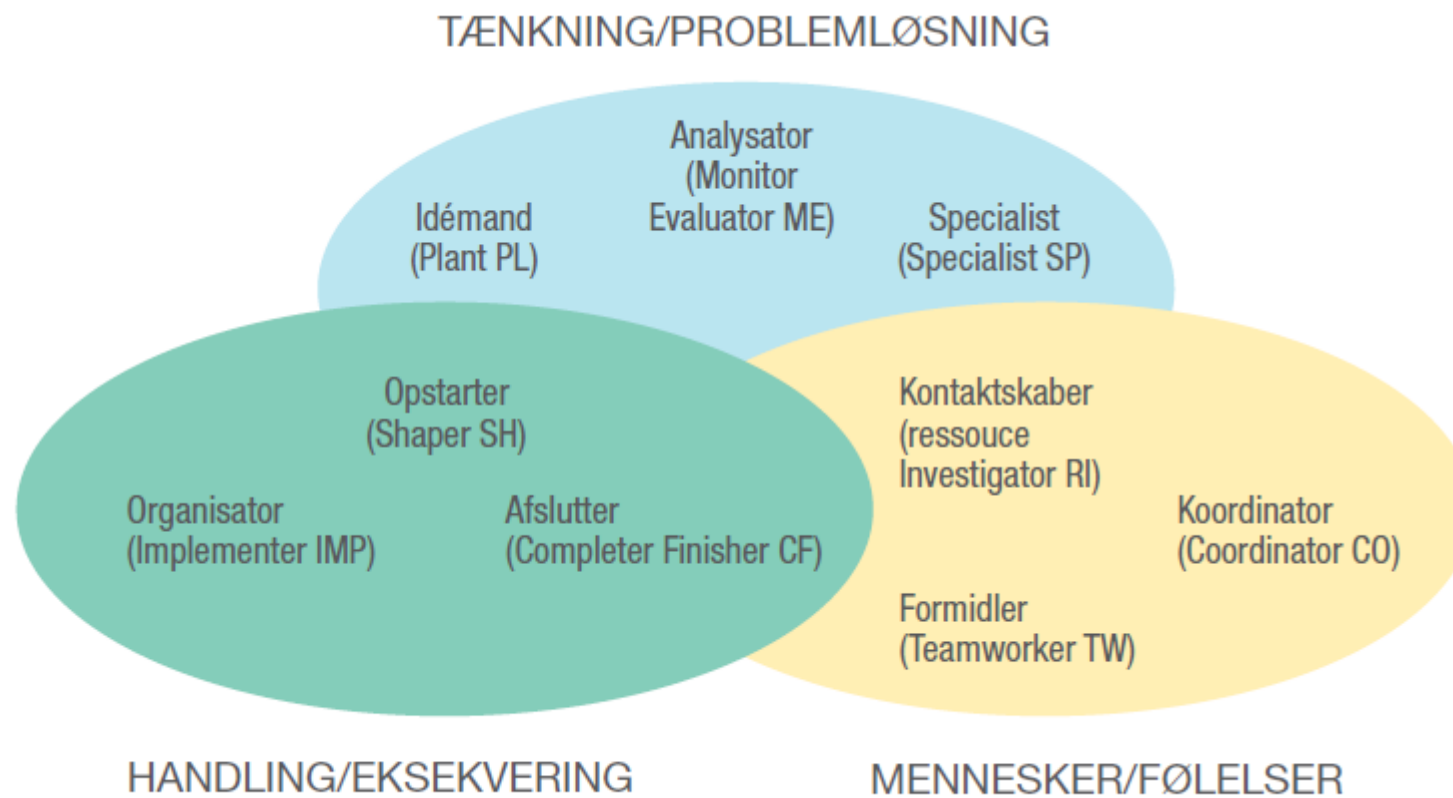 TÆNKNING/PROBLEMLØSNING
Analysator
(Monitor
Evaluator ME)
Idémand
(Plant PL)
Specialist
(Specialist SP)
Opstarter
(Shaper SH)
Organisator
(Implementer IMP)
Afslutter
(Completer Finisher CF)
Kontaktskaber
(ressouce
Investigator RI)
Koordinator
(Coordinator CO)
Formidler
(Teamworker TW)
HANDLING/EKSEKVERING
MENNESKER/FØLELSER